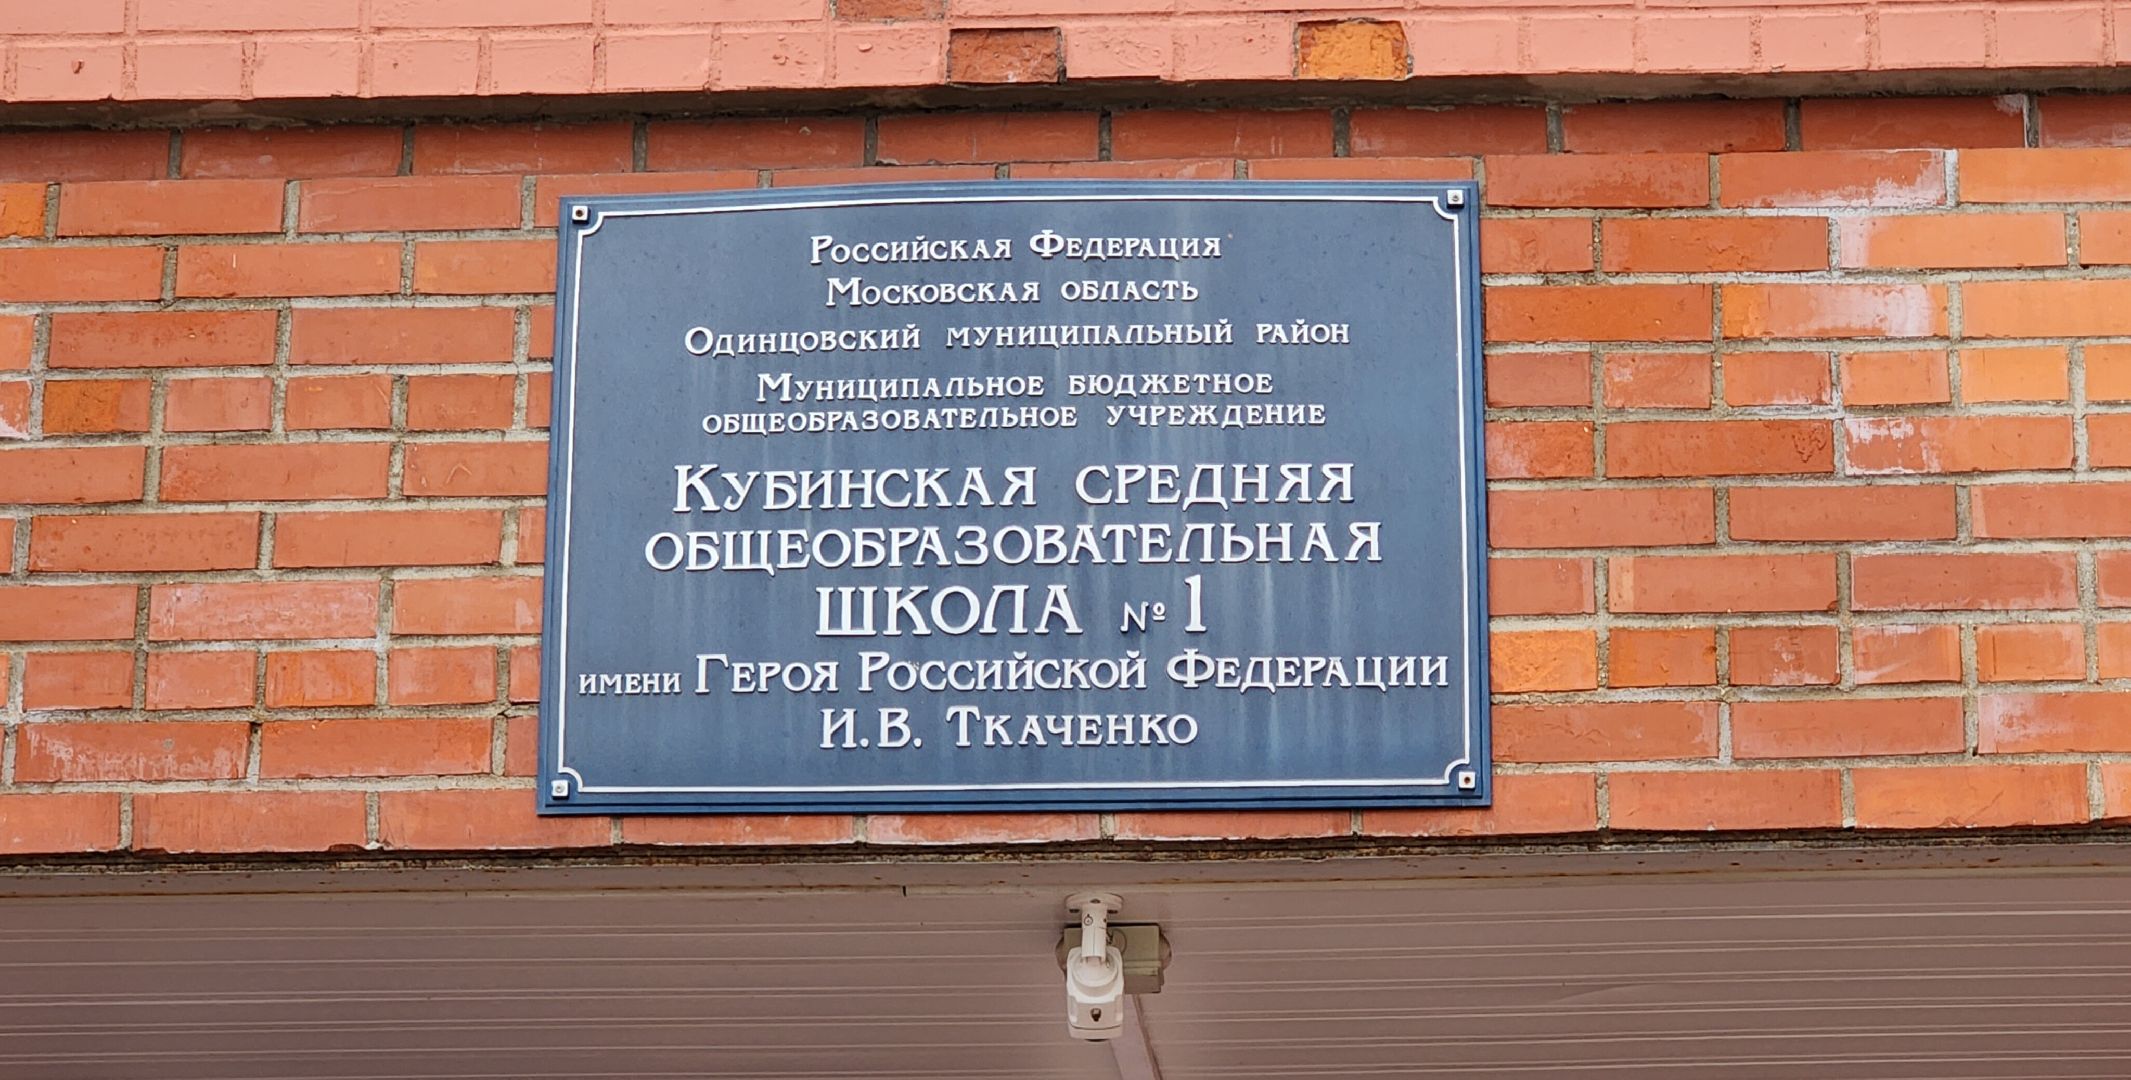 Российская Федерация
Московская область
Одинцовский муниципальный район
Муниципальное бюджетное
общеобразовательное учреждение
Кубинская средняя
общеобразовательная
школа № 1
имени Героя Российской Федерации
И.В. Ткаченко